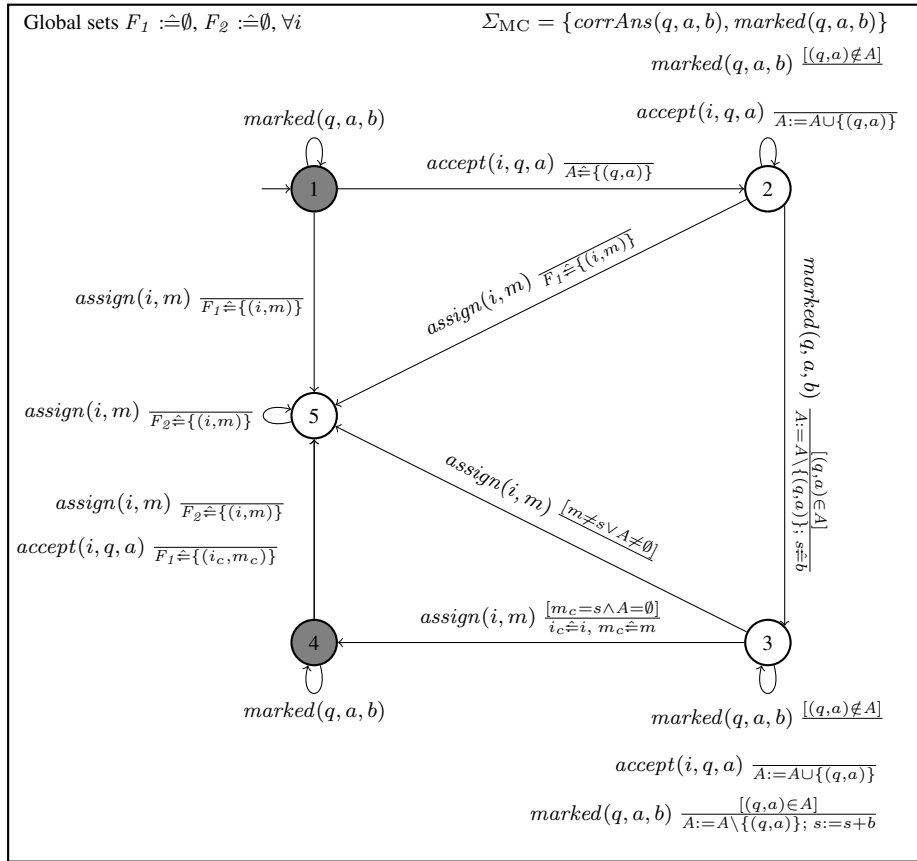 Global sets F₁ :≙∅, F₂ :≙∅, ∀i
Σ_MC = {corrAns(q, a, b), marked(q, a, b)}
marked(q, a, b) [(q,a)∉A]
accept(i, q, a) A:=A∪{(q,a)}
marked(q, a, b)
1
accept(i, q, a) A≙{(q,a)}
2
assign(i, m) F₁≙{(i,m)}
assign(i, m) F₁≙{(i,m)}
marked(q, a, b) [(q,a)∈A] A:=A\{(q,a)}; s≙b
assign(i, m) F₂≙{(i,m)}
5
assign(i, m) F₂≙{(i,m)}
accept(i, q, a) F₁≙{(i_c,m_c)}
assign(i, m) [m≠s∨A≠∅]
assign(i, m) [m_c=s∧A=∅] i_c≙i, m_c≙m
4
3
marked(q, a, b)
marked(q, a, b) [(q,a)∉A]
accept(i, q, a) A:=A∪{(q,a)}
marked(q, a, b) [(q,a)∈A] A:=A\{(q,a)}; s:=s+b